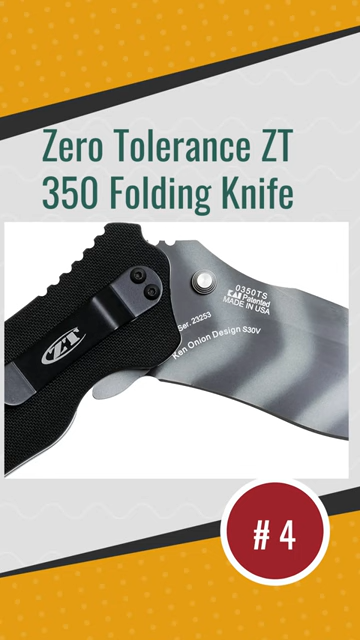 Zero Tolerance ZT
350 Folding Knife
0350TS
KAI Patented
MADE IN USA
Ser. 23253
Ken Onion Design S30V
ZT
# 4